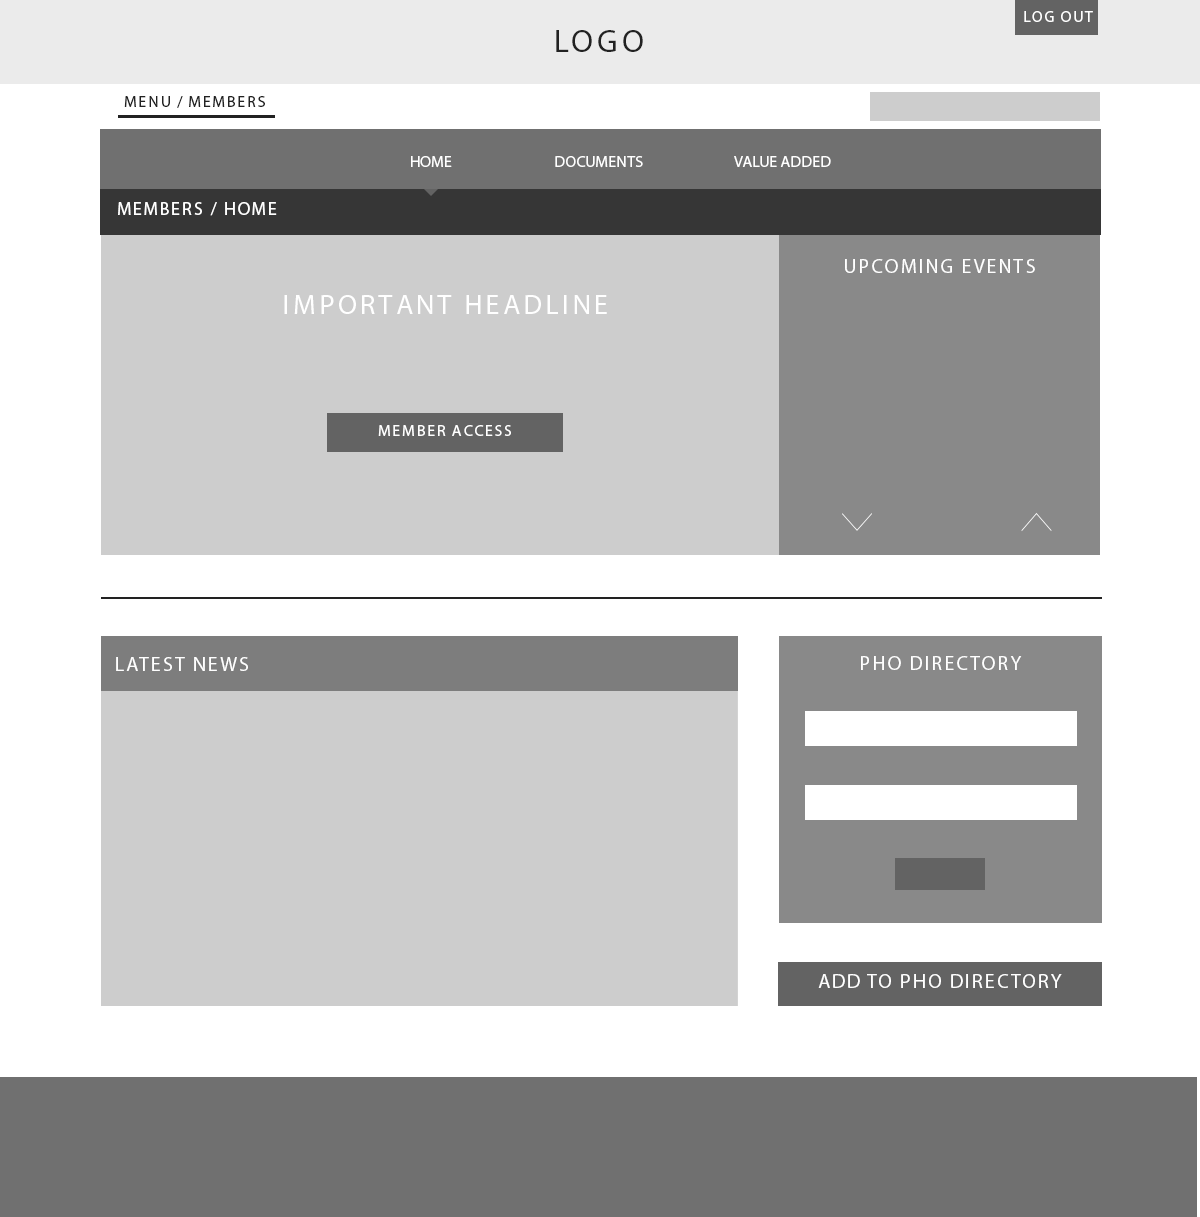 LOG OUT
LOGO
MENU / MEMBERS
HOME DOCUMENTS VALUE ADDED
MEMBERS / HOME
UPCOMING EVENTS
IMPORTANT HEADLINE
MEMBER ACCESS
LATEST NEWS
PHO DIRECTORY
ADD TO PHO DIRECTORY